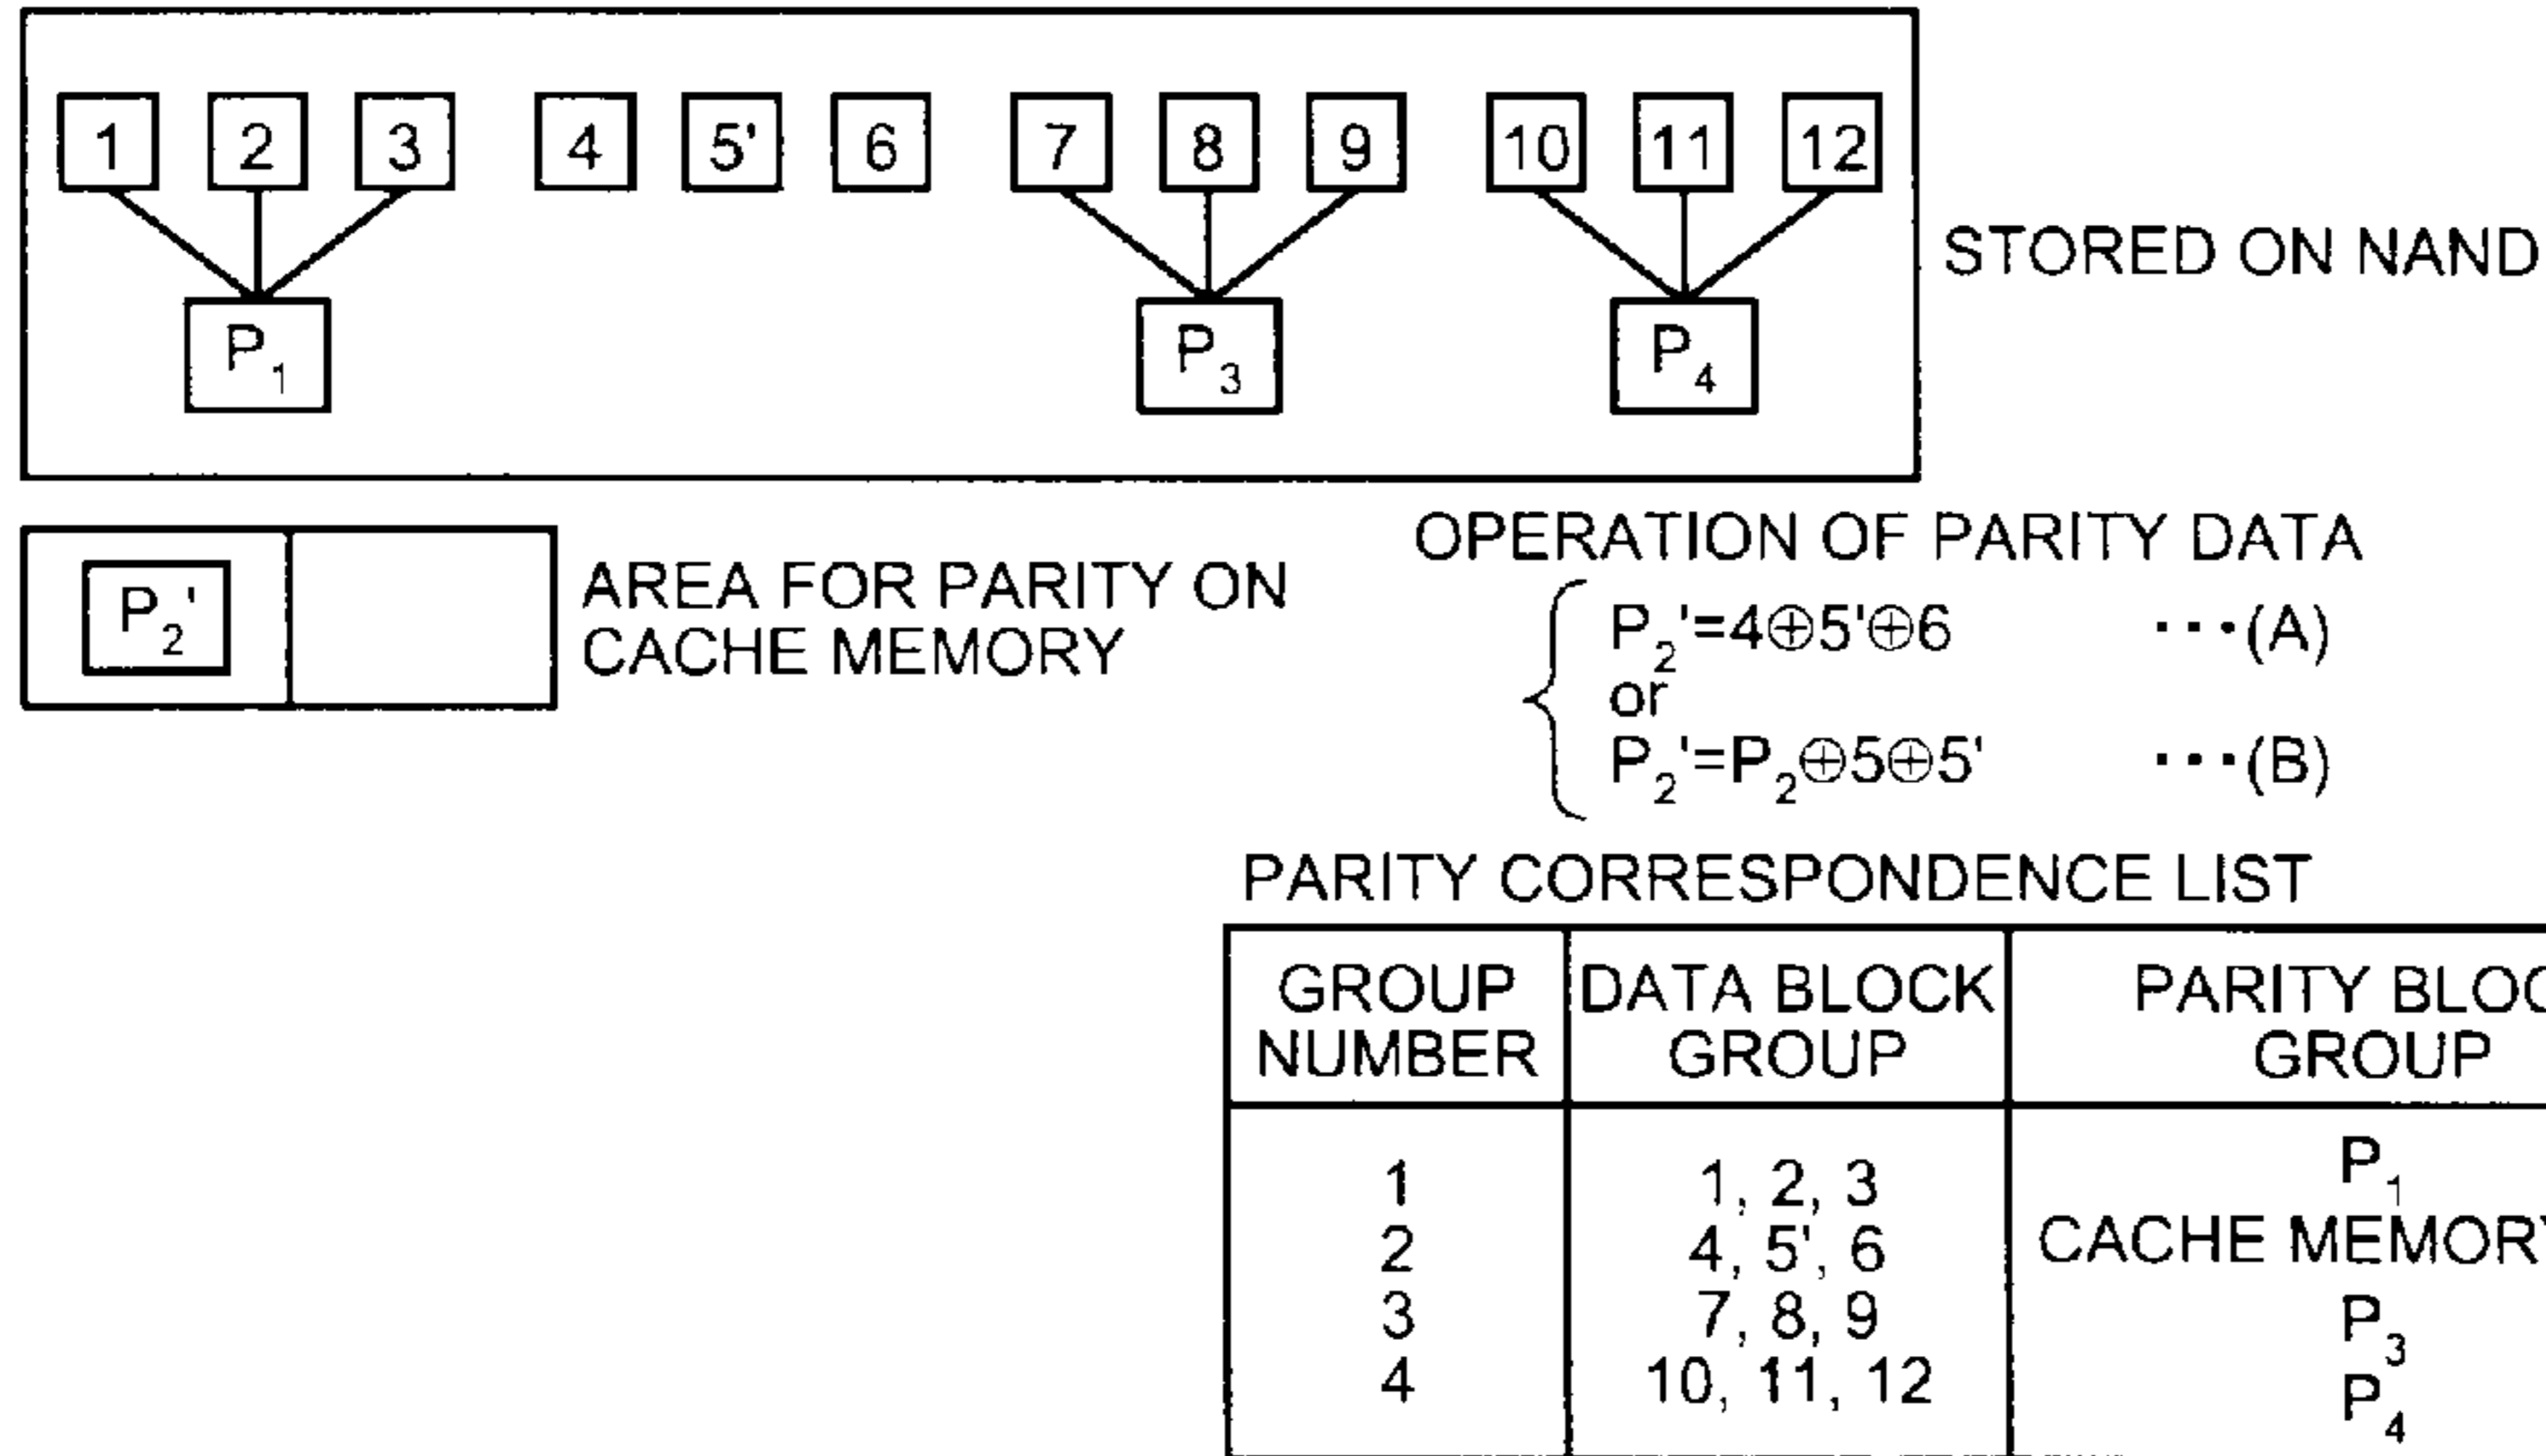 1 2 3 4 5' 6 7 8 9 10 11 12
STORED ON NAND
P₁ P₃ P₄
P₂'
AREA FOR PARITY ON
CACHE MEMORY
OPERATION OF PARITY DATA
P₂'=4⊕5'⊕6 ···(A)
or
P₂'=P₂⊕5⊕5' ···(B)
PARITY CORRESPONDENCE LIST
GROUP NUMBER DATA BLOCK GROUP PARITY GROUP
1 1, 2, 3 P₁
2 4, 5', 6 CACHE MEMORY
3 7, 8, 9 P₃
4 10, 11, 12 P₄